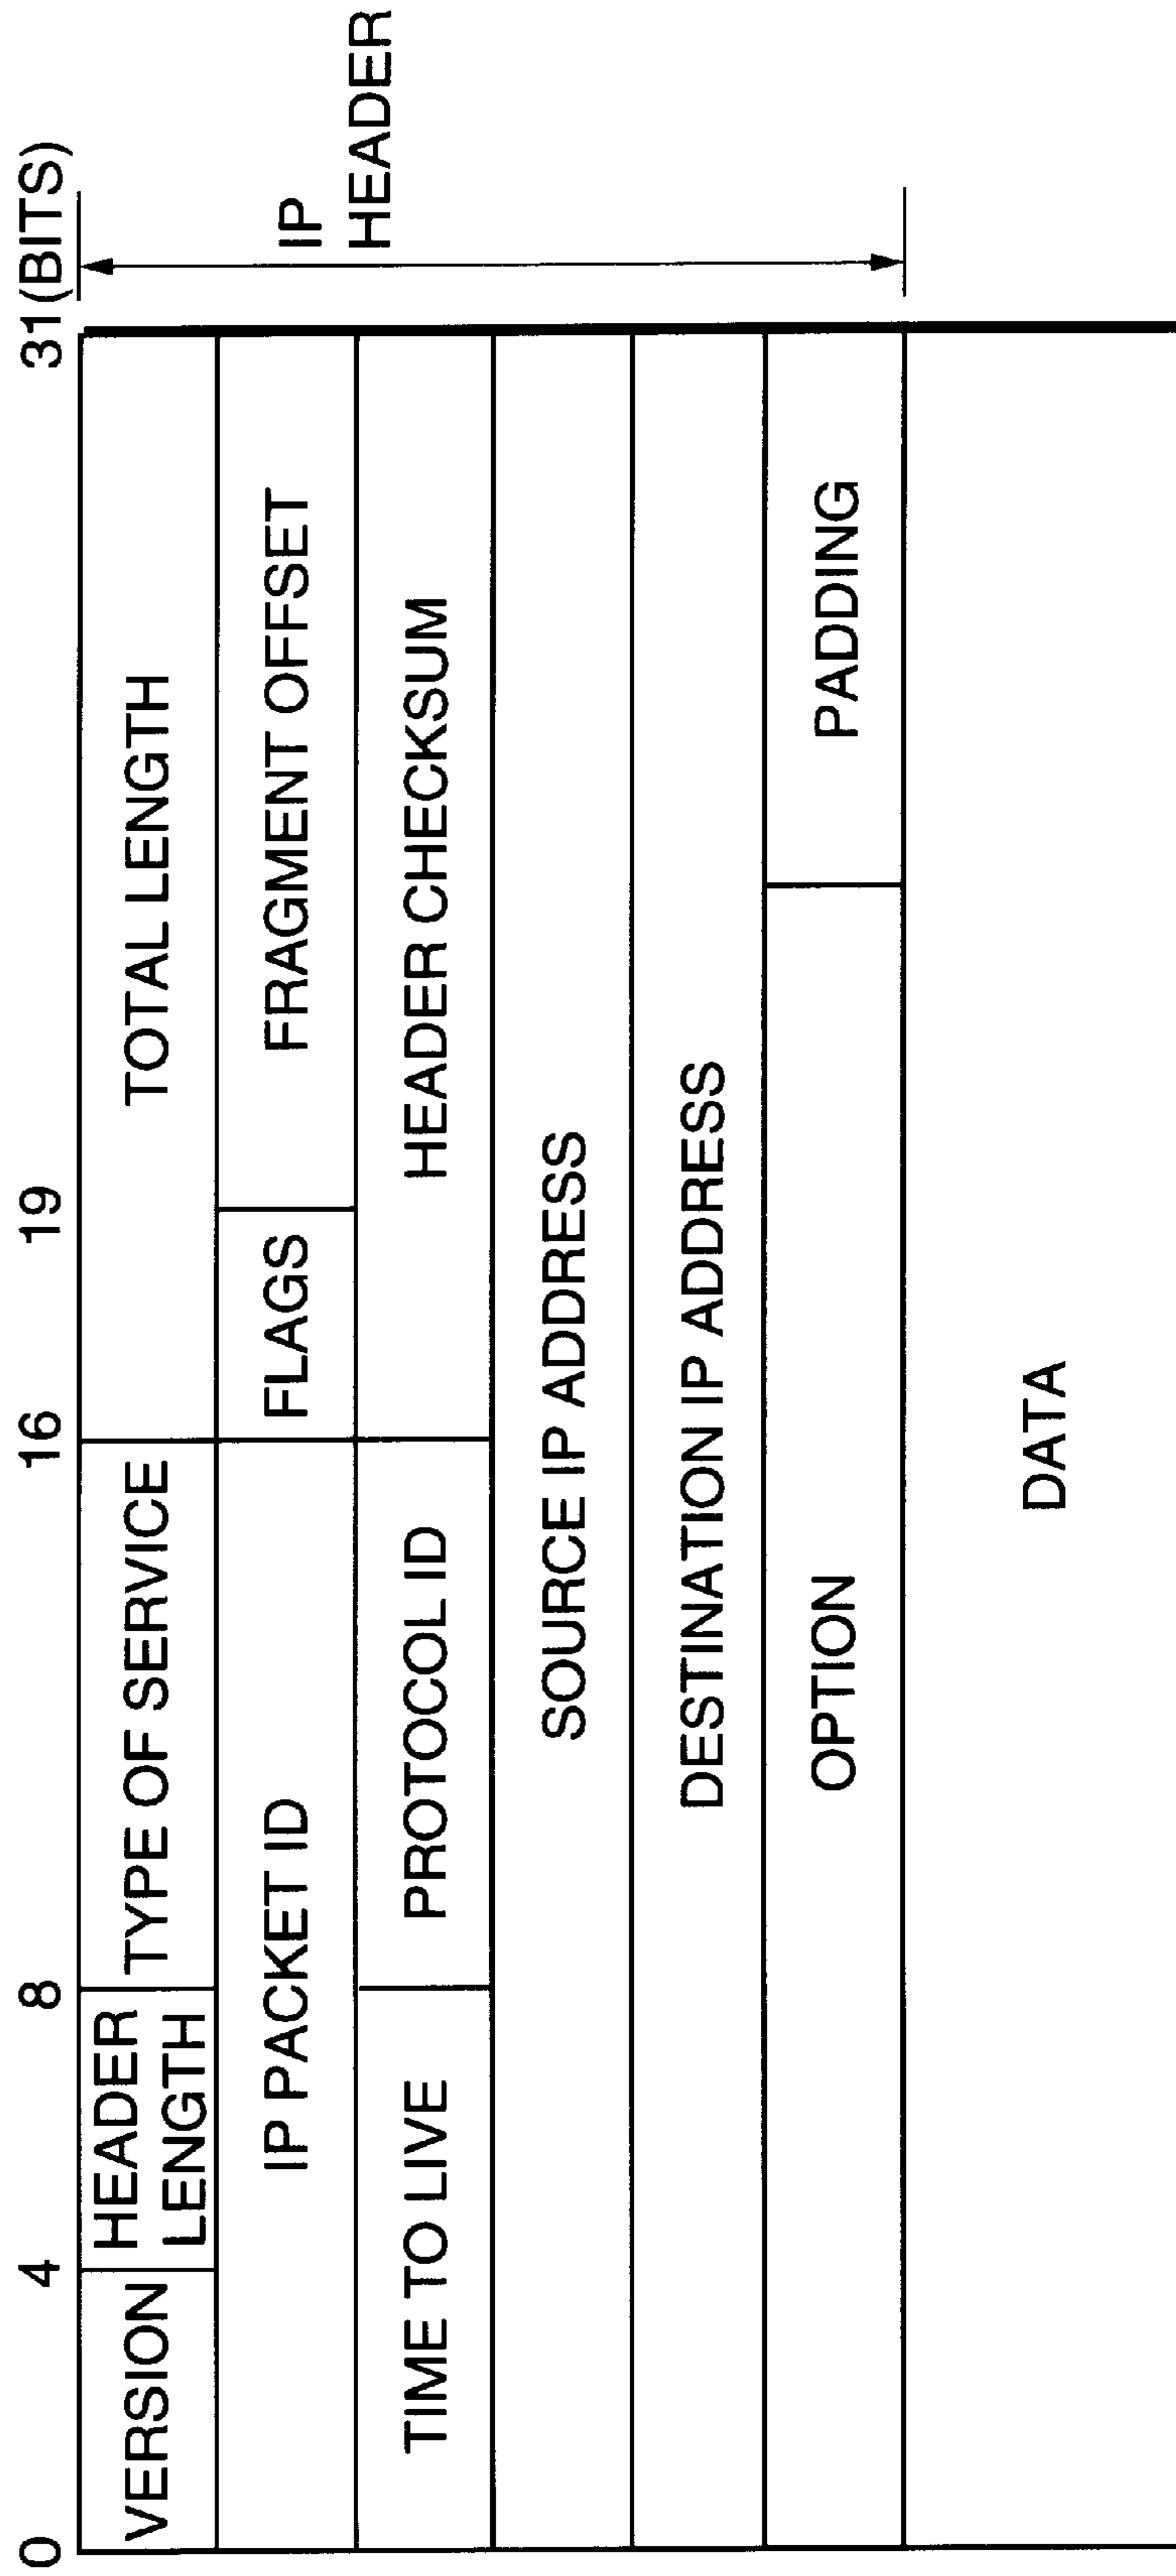 0 4 8 16 19 31(BITS)
VERSION
HEADER
LENGTH
TYPE OF SERVICE
TOTAL LENGTH
IP PACKET ID
FLAGS
FRAGMENT OFFSET
TIME TO LIVE
PROTOCOL ID
HEADER CHECKSUM
SOURCE IP ADDRESS
DESTINATION IP ADDRESS
OPTION
PADDING
DATA
IP
HEADER